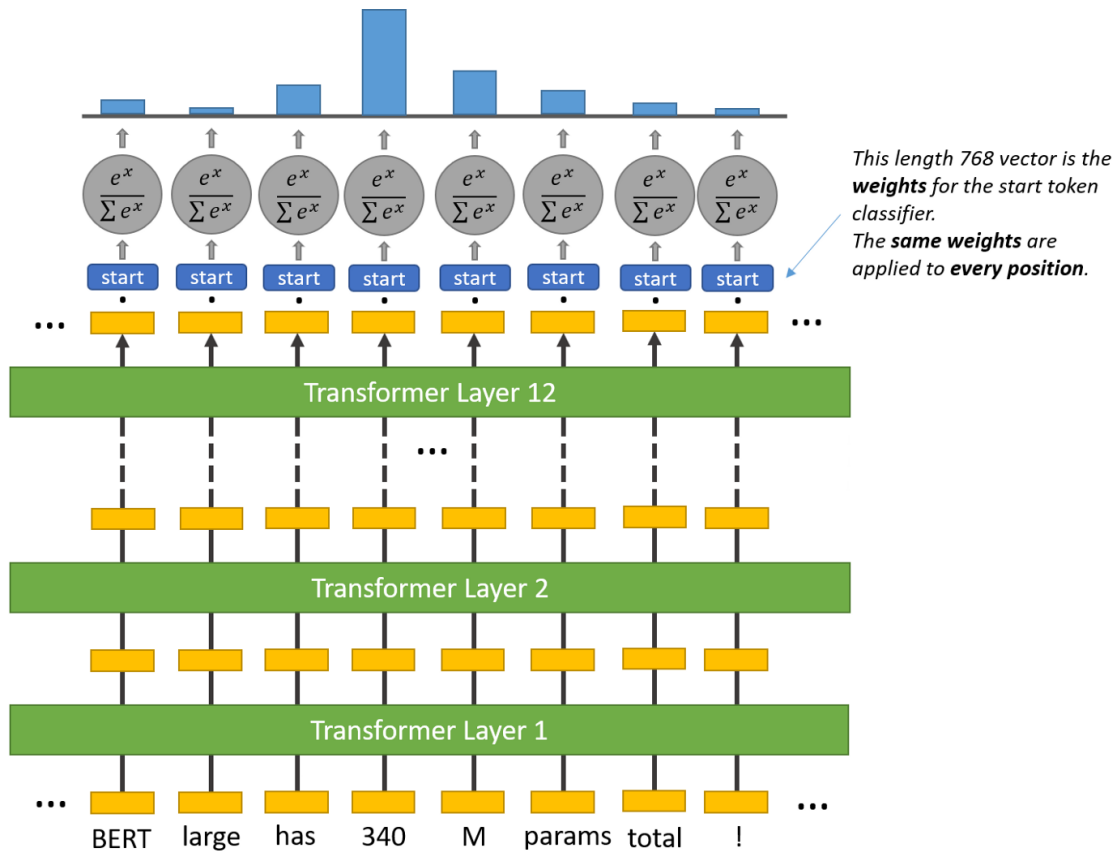 e^x / ∑ e^x e^x / ∑ e^x e^x / ∑ e^x e^x / ∑ e^x e^x / ∑ e^x e^x / ∑ e^x e^x / ∑ e^x e^x / ∑ e^x
This length 768 vector is the
weights for the start token
classifier.
The same weights are
applied to every position.
start start start start start start start start
... ...
Transformer Layer 12
...
Transformer Layer 2
Transformer Layer 1
... ...
BERT large has 340 M params total !